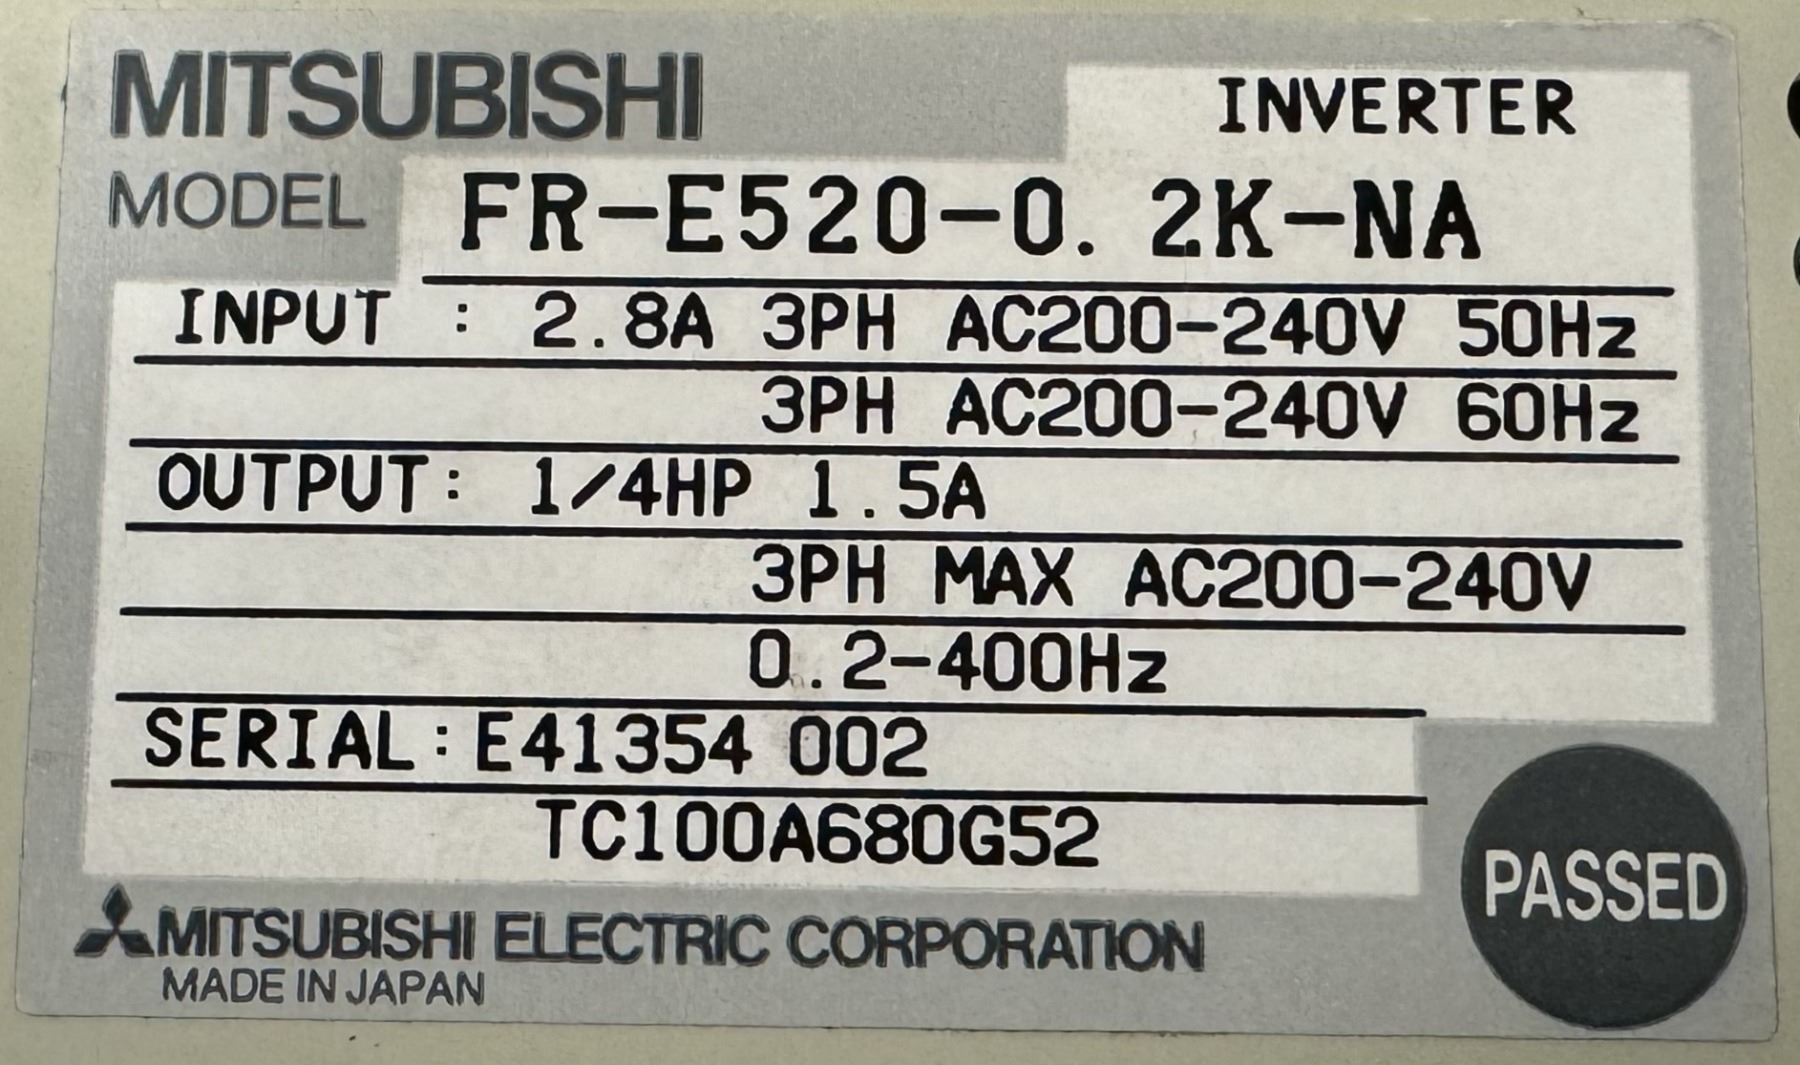 MITSUBISHI
INVERTER
MODEL FR-E520-0.2K-NA
INPUT : 2.8A 3PH AC200-240V 50Hz
3PH AC200-240V 60Hz
OUTPUT: 1/4HP 1.5A
3PH MAX AC200-240V
0.2-400Hz
SERIAL: E41354 002
TC100A680G52
PASSED
MITSUBISHI ELECTRIC CORPORATION
MADE IN JAPAN